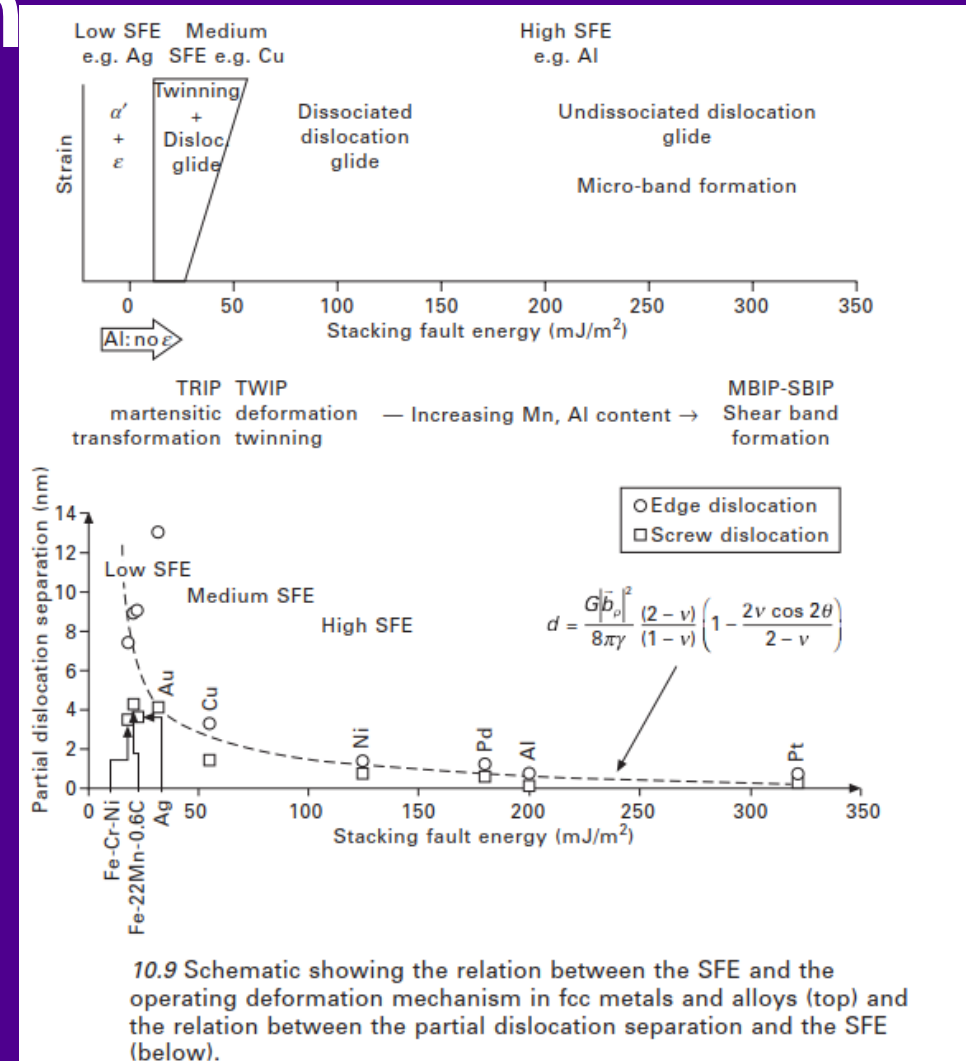 Low SFE Medium High SFE
e.g. Ag SFE e.g. Cu e.g. Al
Twinning
+
Disloc.
glide
α′
+
ε
Dissociated
dislocation
glide
Undissociated dislocation
glide
Micro-band formation
Strain
0 50 100 150 200 250 300 350
Stacking fault energy (mJ/m²)
Al: no ε
TRIP TWIP MBIP-SBIP
martensitic deformation — Increasing Mn, Al content → Shear band
transformation twinning formation
Partial dislocation separation (nm)
14
12
10
8
6
4
2
0
○ Edge dislocation
□ Screw dislocation
Low SFE
Medium SFE
High SFE
d = G|b⃗ₚ|²/8πγ (2 – ν)/(1 – ν) (1 – 2ν cos 2θ/2 – ν)
Au
Cu
Ni
Pd
Al
Pt
0 50 100 150 200 250 300 350
Stacking fault energy (mJ/m²)
Fe-Cr-Ni
Fe-22Mn-0.6C
Ag
10.9 Schematic showing the relation between the SFE and the
operating deformation mechanism in fcc metals and alloys (top) and
the relation between the partial dislocation separation and the SFE
(below).